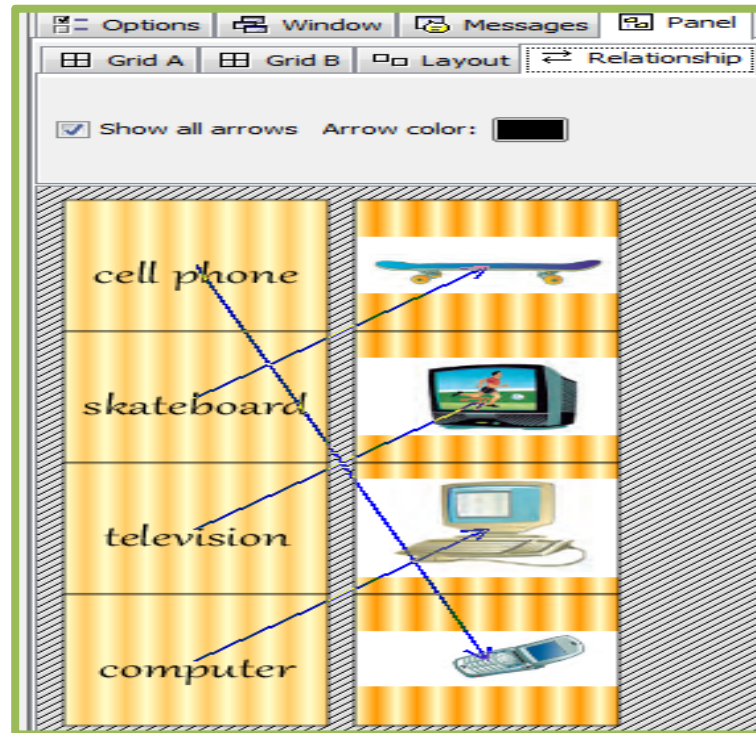 Options Window Messages Panel
Grid A Grid B Layout Relationship
Show all arrows Arrow color:
cell phone
skateboard
television
computer